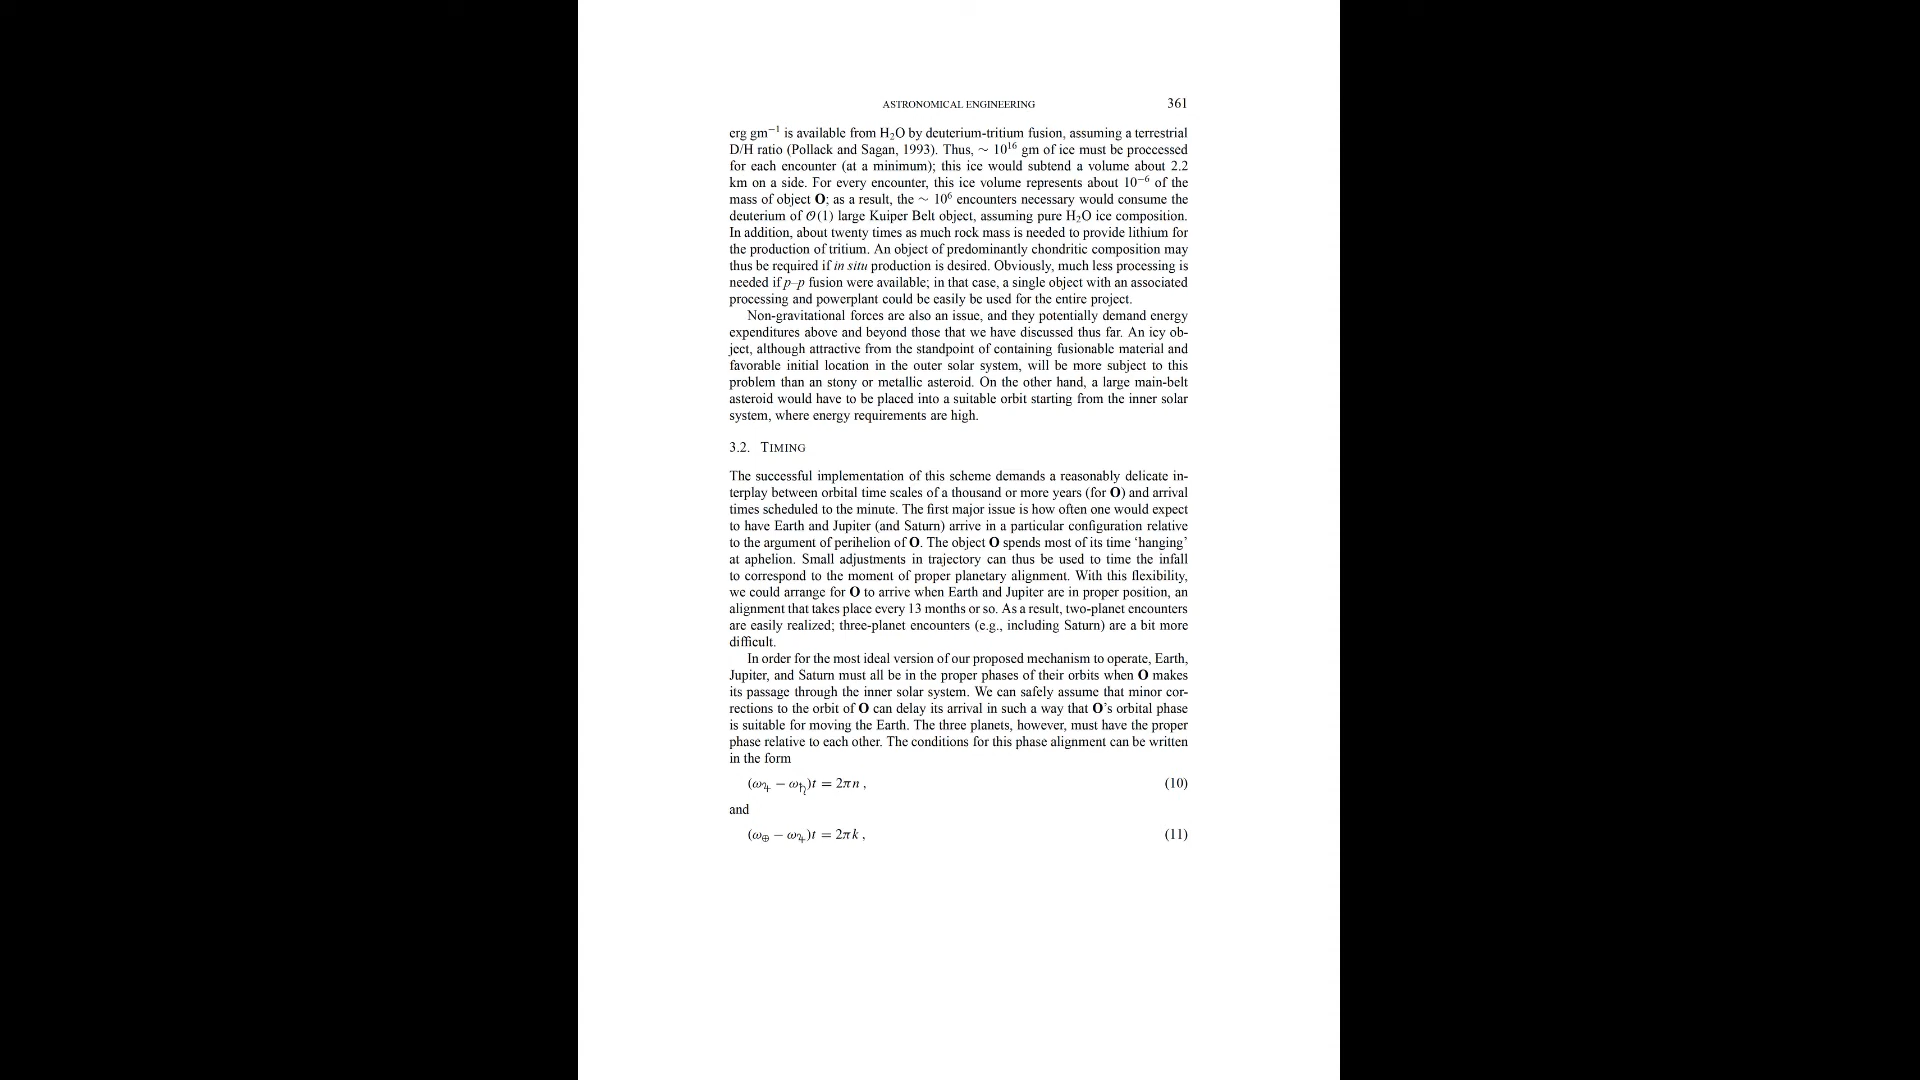 ASTRONOMICAL ENGINEERING 361
erg gm⁻¹ is available from H₂O by deuterium-tritium fusion, assuming a terrestrial
D/H ratio (Pollack and Sagan, 1993). Thus, ∼ 10¹⁶ gm of ice must be proccessed
for each encounter (at a minimum); this ice would subtend a volume about 2.2
km on a side. For every encounter, this ice volume represents about 10⁻⁶ of the
mass of object O; as a result, the ∼ 10⁶ encounters necessary would consume the
deuterium of 𝒪(1) large Kuiper Belt object, assuming pure H₂O ice composition.
In addition, about twenty times as much rock mass is needed to provide lithium for
the production of tritium. An object of predominantly chondritic composition may
thus be required if in situ production is desired. Obviously, much less processing is
needed if p–p fusion were available; in that case, a single object with an associated
processing and powerplant could be easily be used for the entire project.
Non-gravitational forces are also an issue, and they potentially demand energy
expenditures above and beyond those that we have discussed thus far. An icy ob-
ject, although attractive from the standpoint of containing fusionable material and
favorable initial location in the outer solar system, will be more subject to this
problem than an stony or metallic asteroid. On the other hand, a large main-belt
asteroid would have to be placed into a suitable orbit starting from the inner solar
system, where energy requirements are high.
3.2. TIMING
The successful implementation of this scheme demands a reasonably delicate in-
terplay between orbital time scales of a thousand or more years (for O) and arrival
times scheduled to the minute. The first major issue is how often one would expect
to have Earth and Jupiter (and Saturn) arrive in a particular configuration relative
to the argument of perihelion of O. The object O spends most of its time ‘hanging’
at aphelion. Small adjustments in trajectory can thus be used to time the infall
to correspond to the moment of proper planetary alignment. With this flexibility,
we could arrange for O to arrive when Earth and Jupiter are in proper position, an
alignment that takes place every 13 months or so. As a result, two-planet encounters
are easily realized; three-planet encounters (e.g., including Saturn) are a bit more
difficult.
In order for the most ideal version of our proposed mechanism to operate, Earth,
Jupiter, and Saturn must all be in the proper phases of their orbits when O makes
its passage through the inner solar system. We can safely assume that minor cor-
rections to the orbit of O can delay its arrival in such a way that O’s orbital phase
is suitable for moving the Earth. The three planets, however, must have the proper
phase relative to each other. The conditions for this phase alignment can be written
in the form
(ω♃ − ω♄)t = 2πn , (10)
and
(ω⊕ − ω♃)t = 2πk , (11)